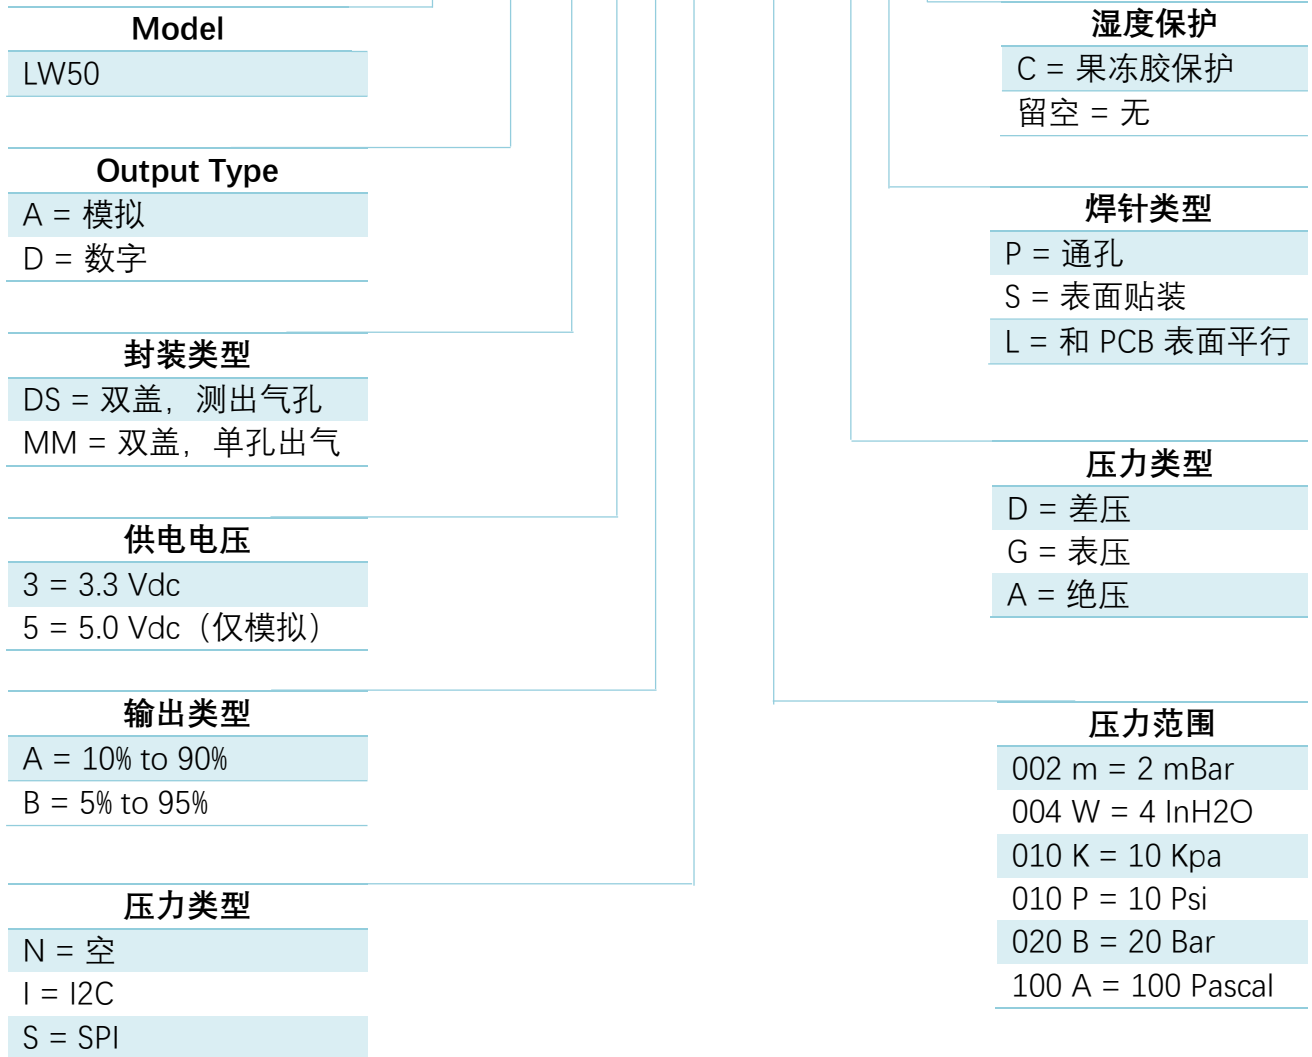 Model
LW50
Output Type
A = 模拟
D = 数字
封装类型
DS = 双盖，测出气孔
MM = 双盖，单孔出气
供电电压
3 = 3.3 Vdc
5 = 5.0 Vdc（仅模拟）
输出类型
A = 10% to 90%
B = 5% to 95%
压力类型
N = 空
I = I2C
S = SPI
湿度保护
C = 果冻胶保护
留空 = 无
焊针类型
P = 通孔
S = 表面贴装
L = 和 PCB 表面平行
压力类型
D = 差压
G = 表压
A = 绝压
压力范围
002 m = 2 mBar
004 W = 4 InH2O
010 K = 10 Kpa
010 P = 10 Psi
020 B = 20 Bar
100 A = 100 Pascal